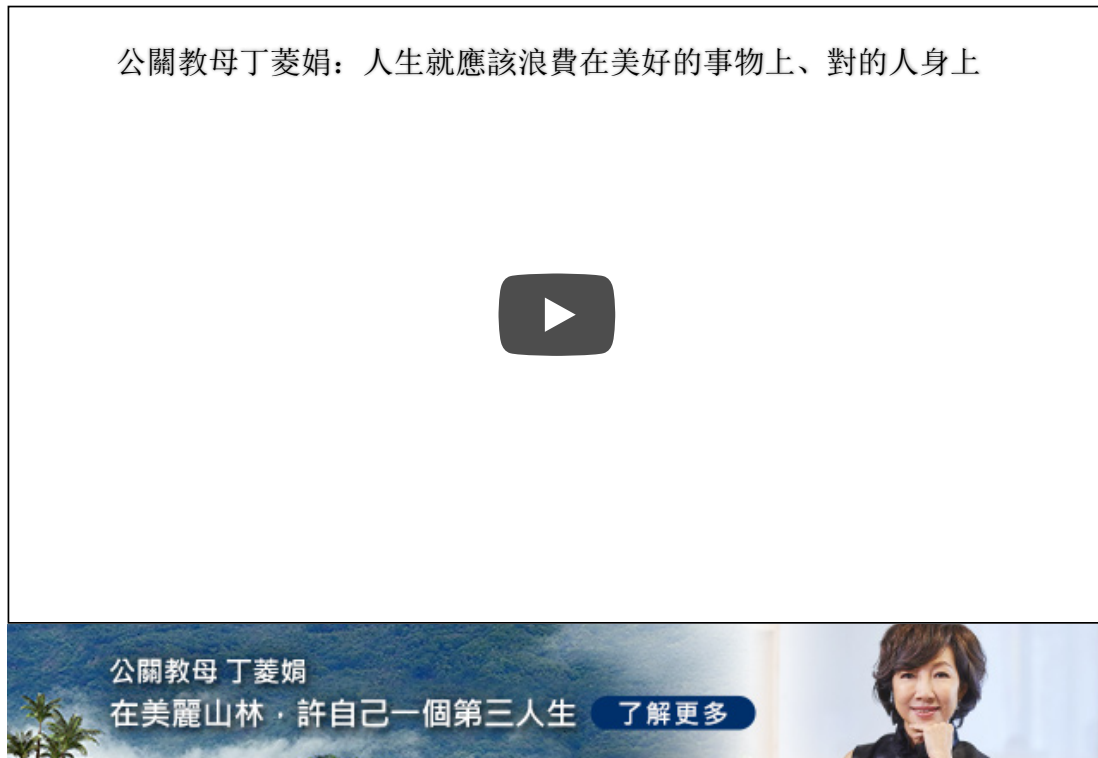 公關教母丁菱娟：人生就應該浪費在美好的事物上、對的人身上
公關教母 丁菱娟
在美麗山林，許自己一個第三人生
了解更多